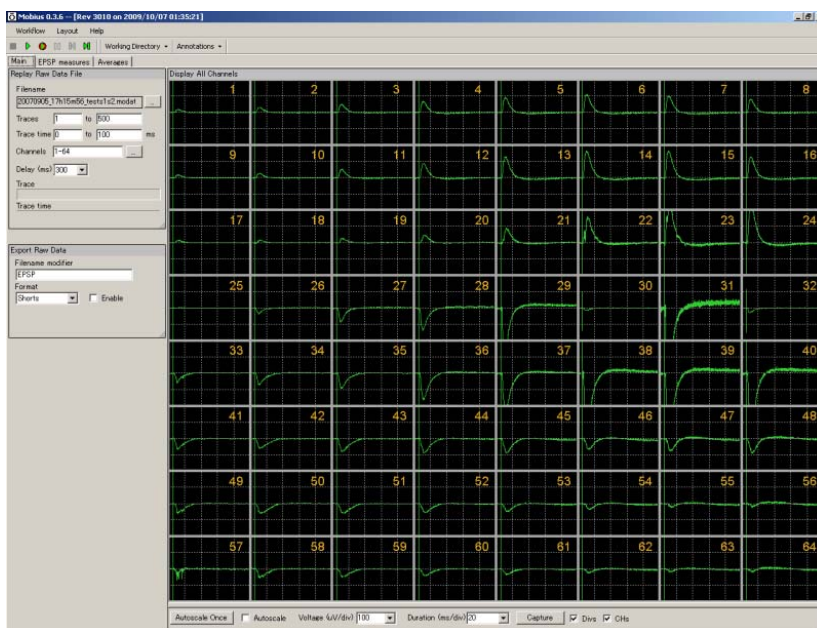 Mobius 0.3.6 -- [Rev 3010 on 2009/10/07 01:35:21]
Workflow Layout Help
Working Directory Annotations
Main EPSP measures Averages
Replay Raw Data File
Filename
20070905_17h15m56_tests1s2.modat ...
Traces 1 to 500
Trace time 0 to 100 ms
Channels 1-64 ...
Delay (ms) 300
Trace
Trace time
Export Raw Data
Filename modifier
EPSP
Format
Shorts Enable
Display All Channels
1 2 3 4 5 6 7 8
9 10 11 12 13 14 15 16
17 18 19 20 21 22 23 24
25 26 27 28 29 30 31 32
33 34 35 36 37 38 39 40
41 42 43 44 45 46 47 48
49 50 51 52 53 54 55 56
57 58 59 60 61 62 63 64
Autoscale Once Autoscale Voltage (uV/div) 100 Duration (ms/div) 20 Capture Divs CHs